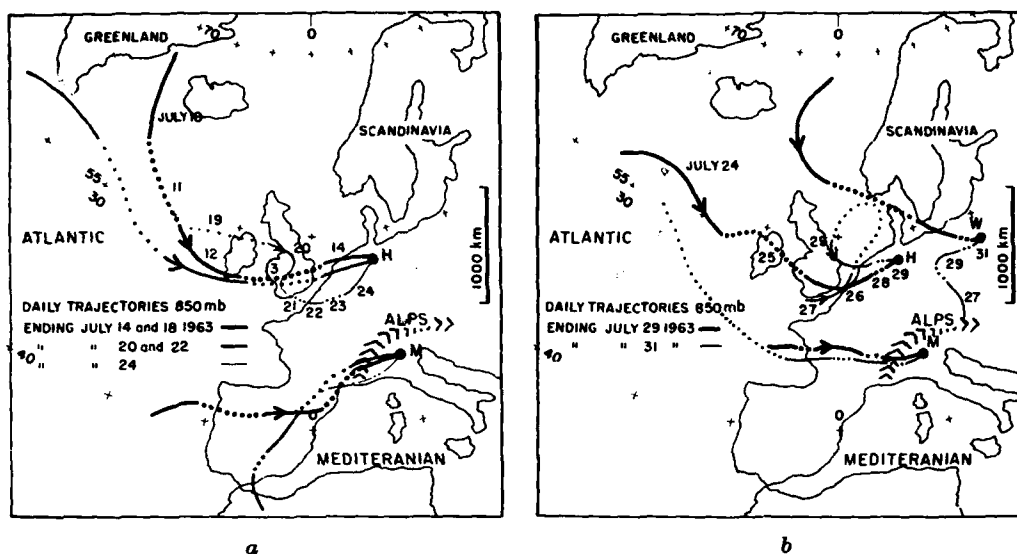 GREENLAND
70
0
JULY 10
SCANDINAVIA
55
30
11
19
ATLANTIC
12
20
14
3
H
1000 km
21
22
23
24
DAILY TRAJECTORIES 850 mb
ENDING JULY 14 and 18 1963
" " 20 and 22
" " 24
ALPS
M
40
0
MEDITERANIAN
a
GREENLAND
70
0
SCANDINAVIA
JULY 24
55
30
ATLANTIC
W
31
25
29
H
29
1000 km
26
28
29
27
27
DAILY TRAJECTORIES 850 mb
ENDING JULY 29 1963
" " 31 "
ALPS
M
40
0
MEDITERANIAN
b